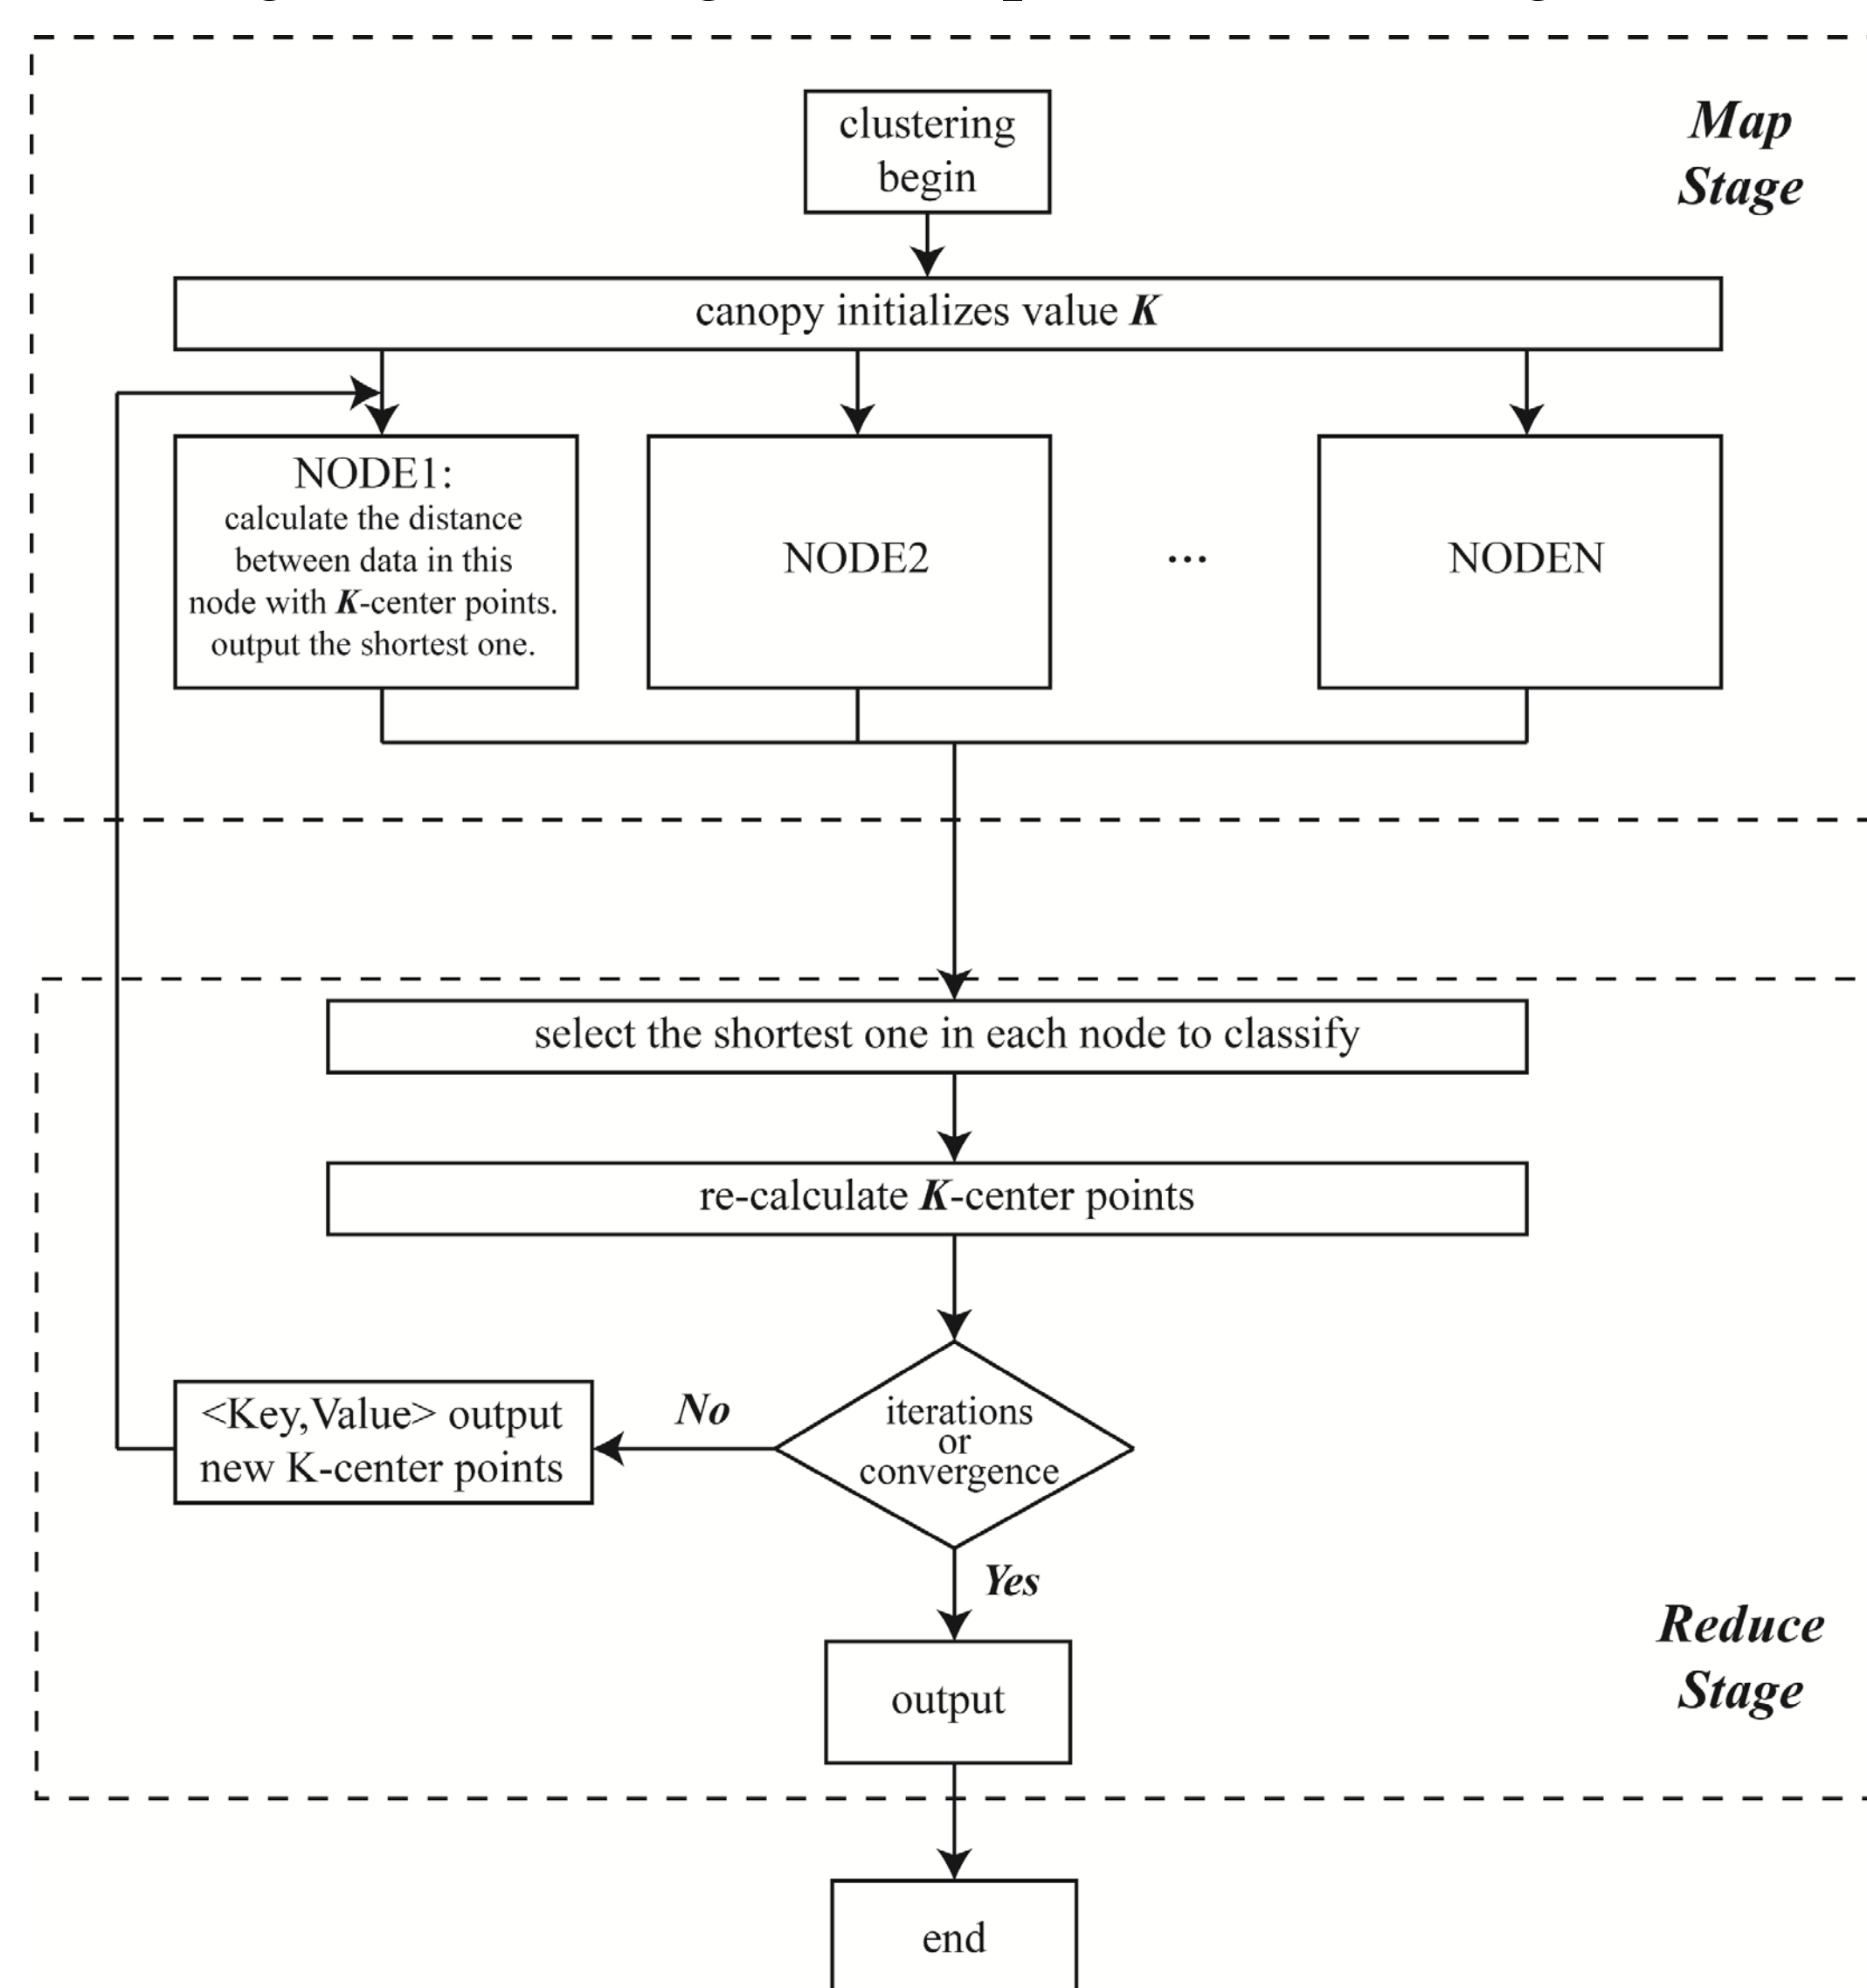 clustering
begin
Map
Stage
canopy initializes value K
NODE1:
calculate the distance
between data in this
node with K-center points.
output the shortest one.
NODE2
...
NODEN
select the shortest one in each node to classify
re-calculate K-center points
<Key,Value> output
new K-center points
No
iterations
or
convergence
Yes
output
Reduce
Stage
end